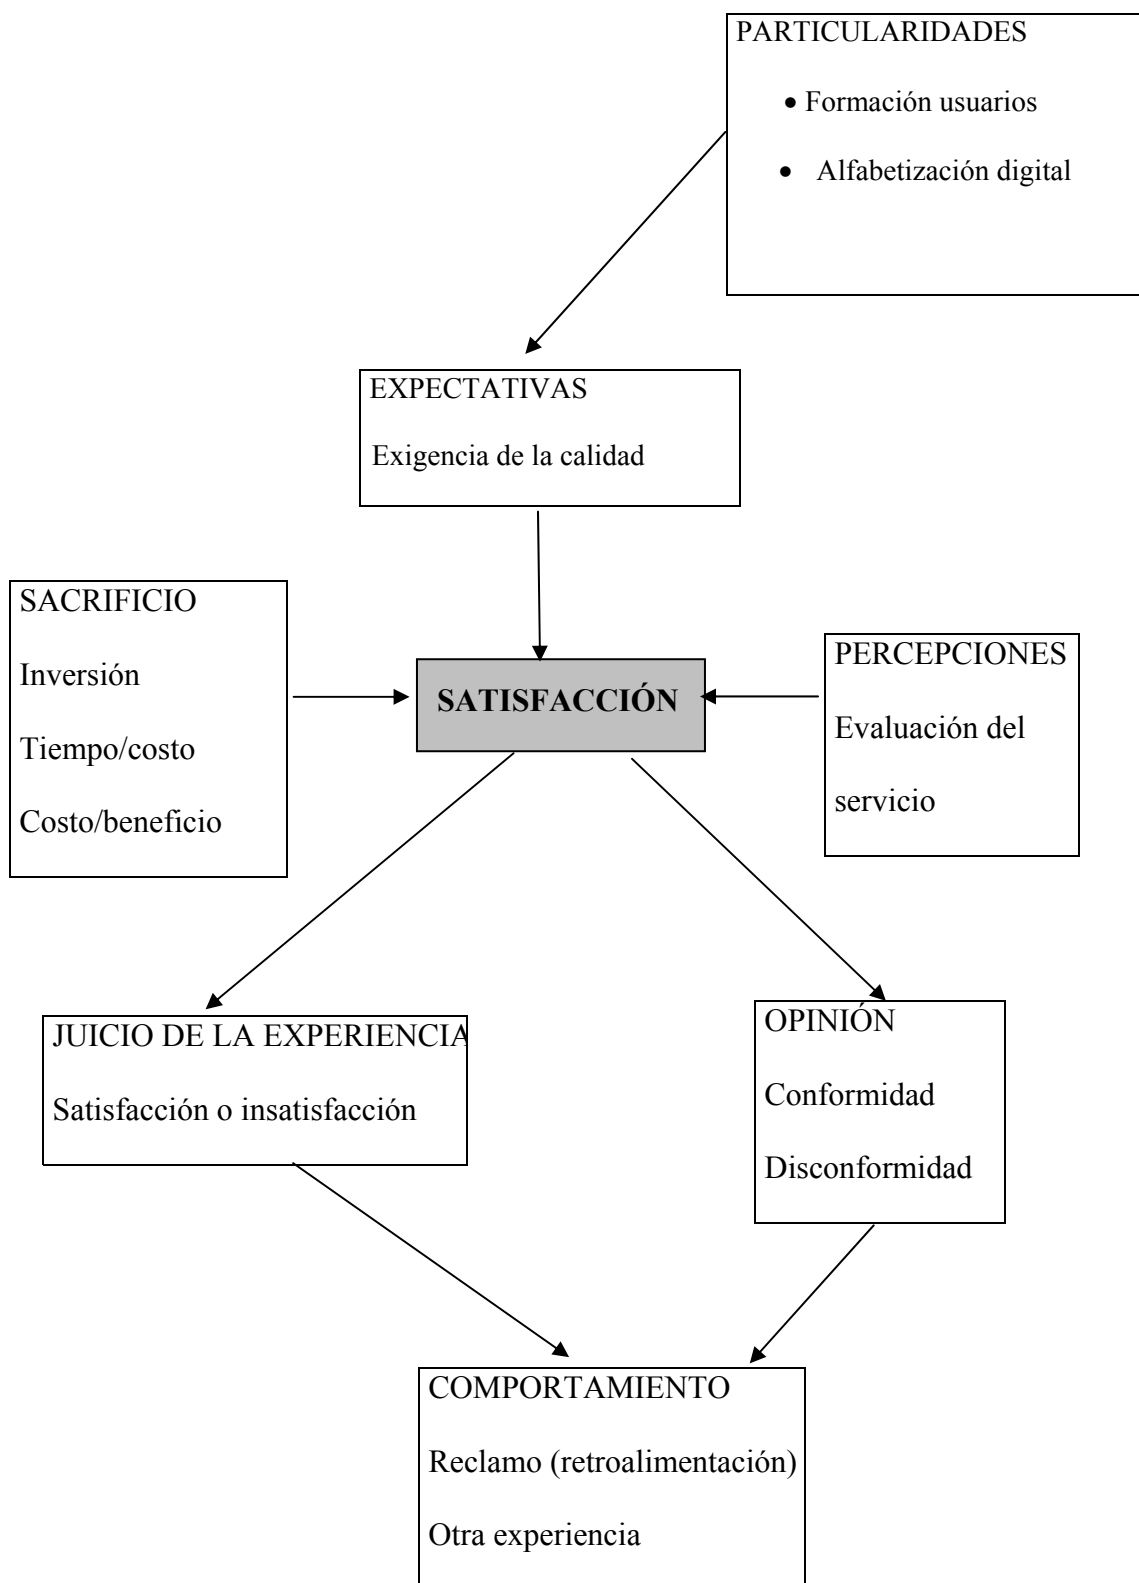 PARTICULARIDADES
• Formación usuarios
• Alfabetización digital
EXPECTATIVAS
Exigencia de la calidad
SACRIFICIO
Inversión
Tiempo/costo
Costo/beneficio
SATISFACCIÓN
PERCEPCIONES
Evaluación del
servicio
JUICIO DE LA EXPERIENCIA
Satisfacción o insatisfacción
OPINIÓN
Conformidad
Disconformidad
COMPORTAMIENTO
Reclamo (retroalimentación)
Otra experiencia